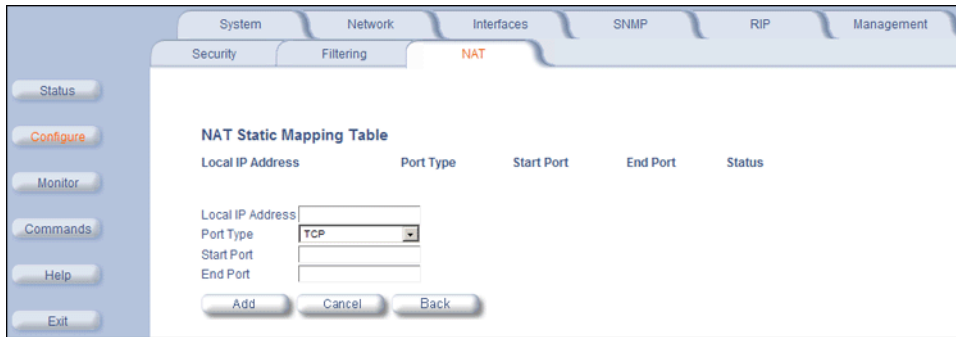 System Network Interfaces SNMP RIP Management
Security Filtering NAT
Status
Configure
Monitor
Commands
Help
Exit
NAT Static Mapping Table
Local IP Address Port Type Start Port End Port Status
Local IP Address
Port Type TCP
Start Port
End Port
Add Cancel Back